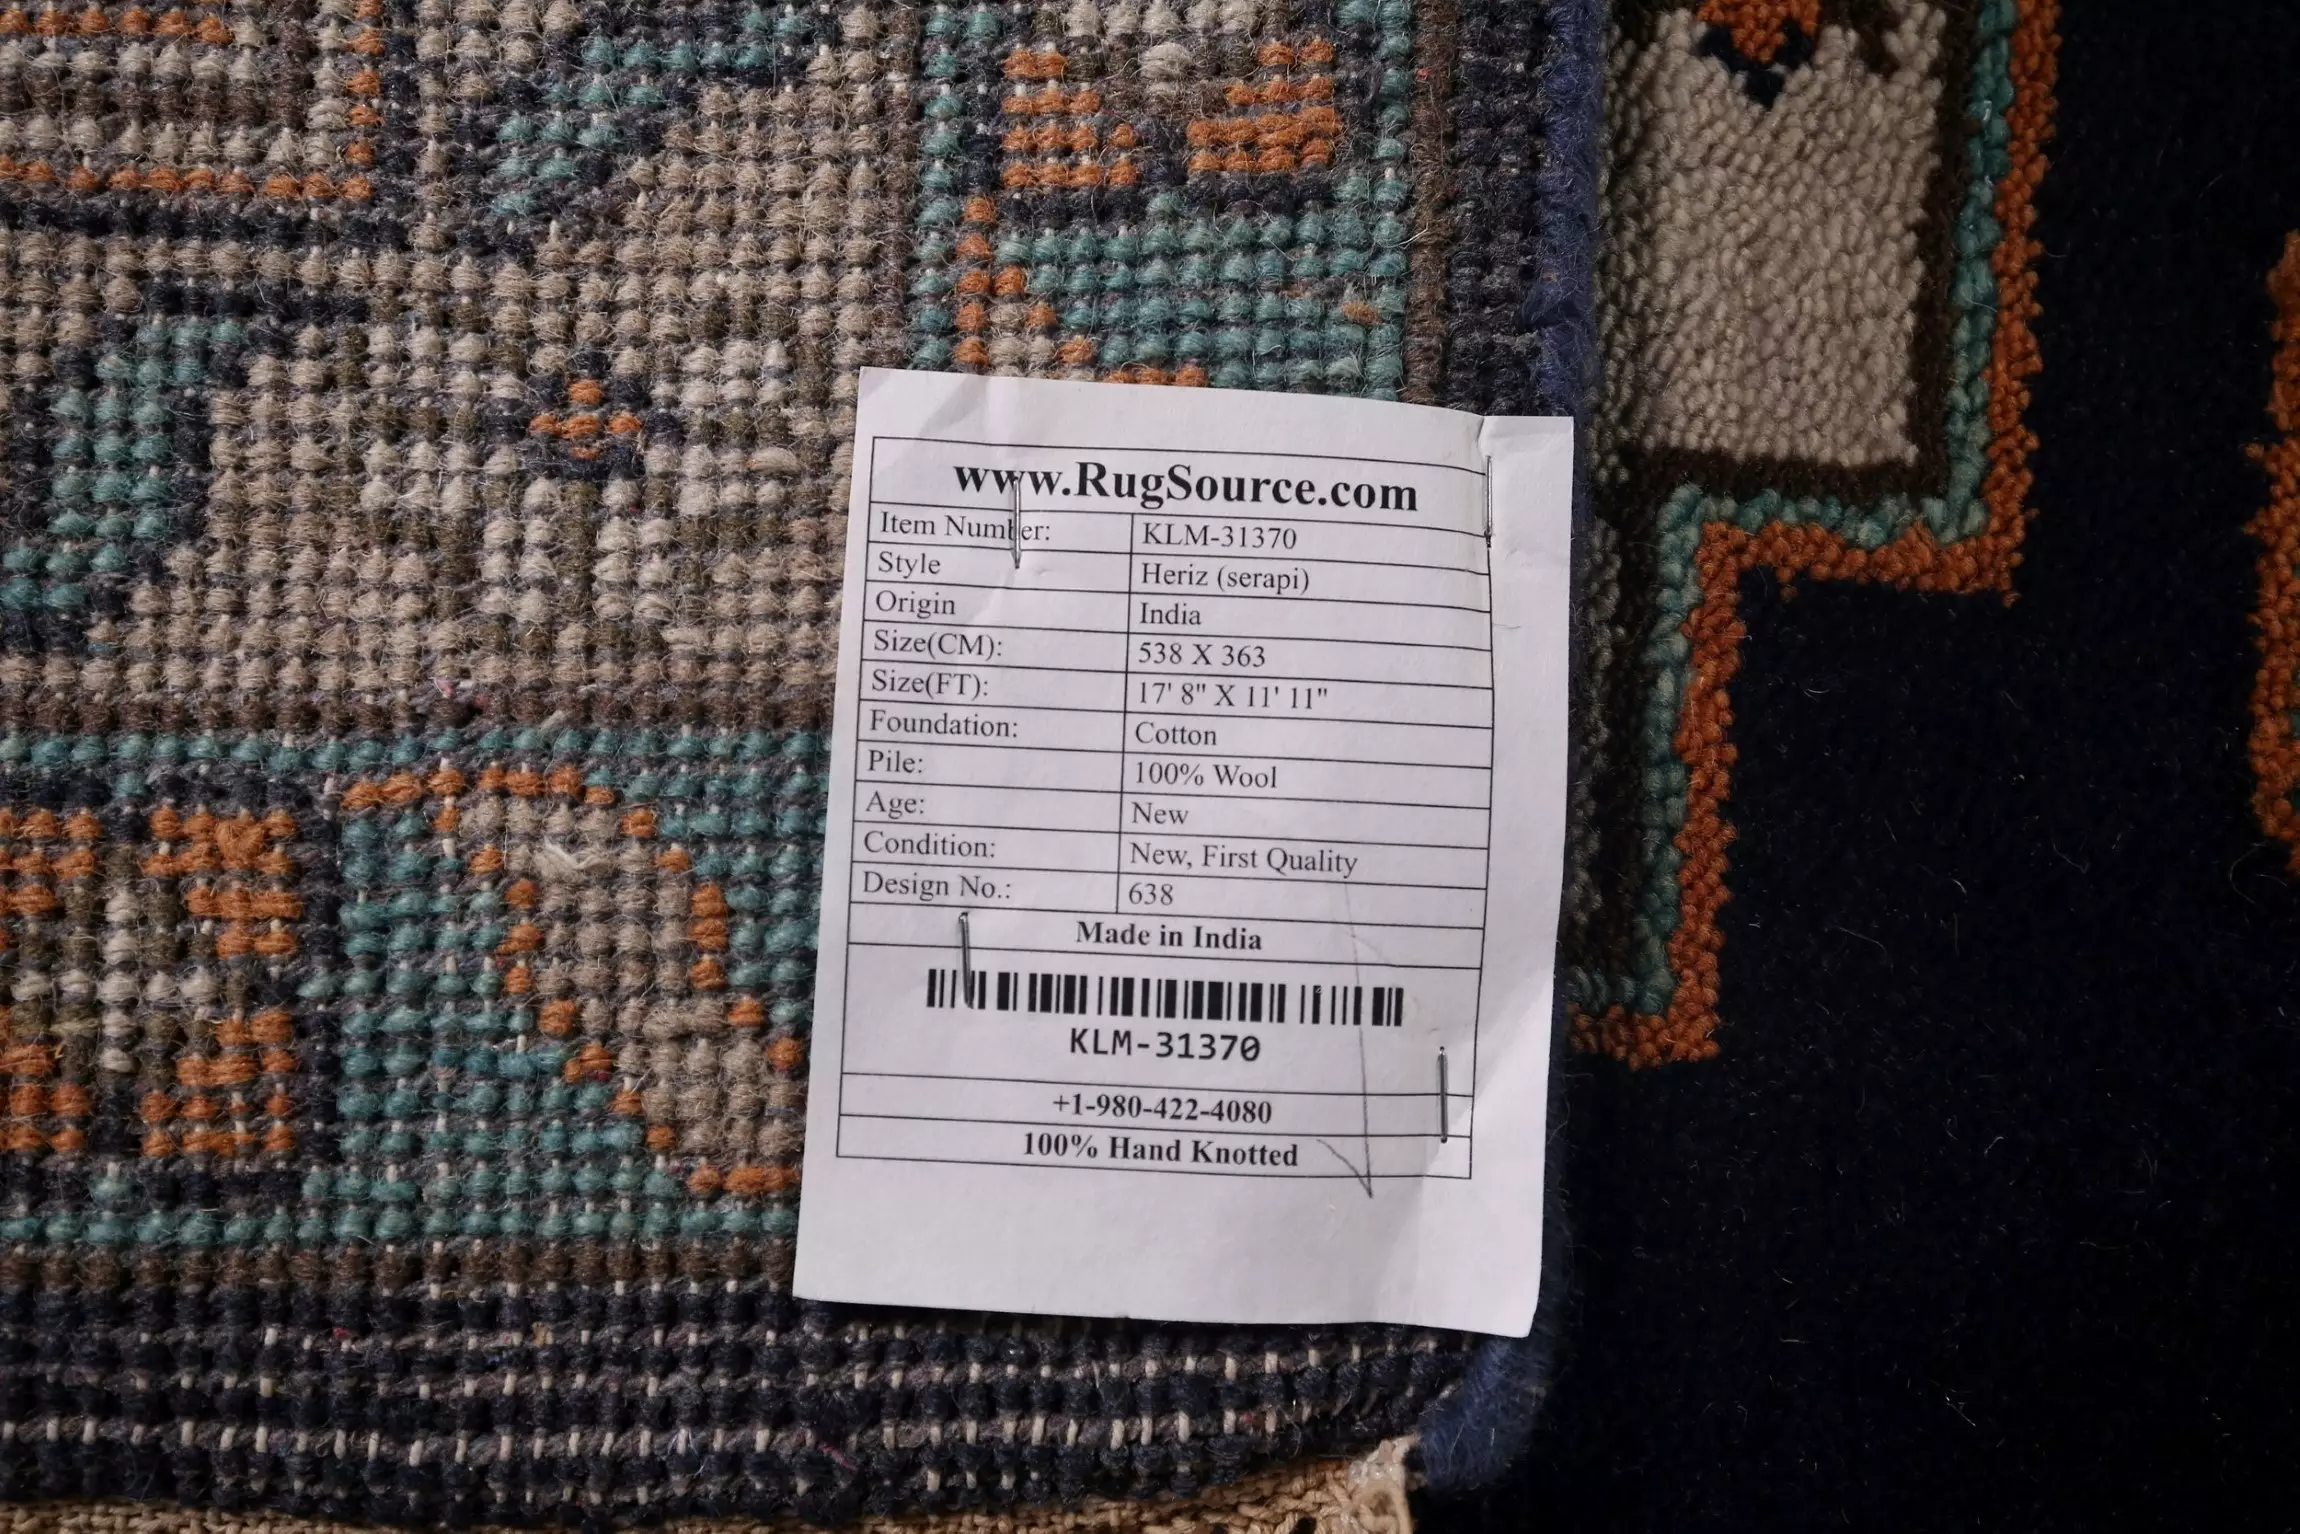 www.RugSource.com
Item Number: KLM-31370
Style Heriz (serapi)
Origin India
Size(CM): 538 X 363
Size(FT): 17' 8" X 11' 11"
Foundation: Cotton
Pile: 100% Wool
Age: New
Condition: New, First Quality
Design No.: 638
Made in India
KLM-31370
+1-980-422-4080
100% Hand Knotted